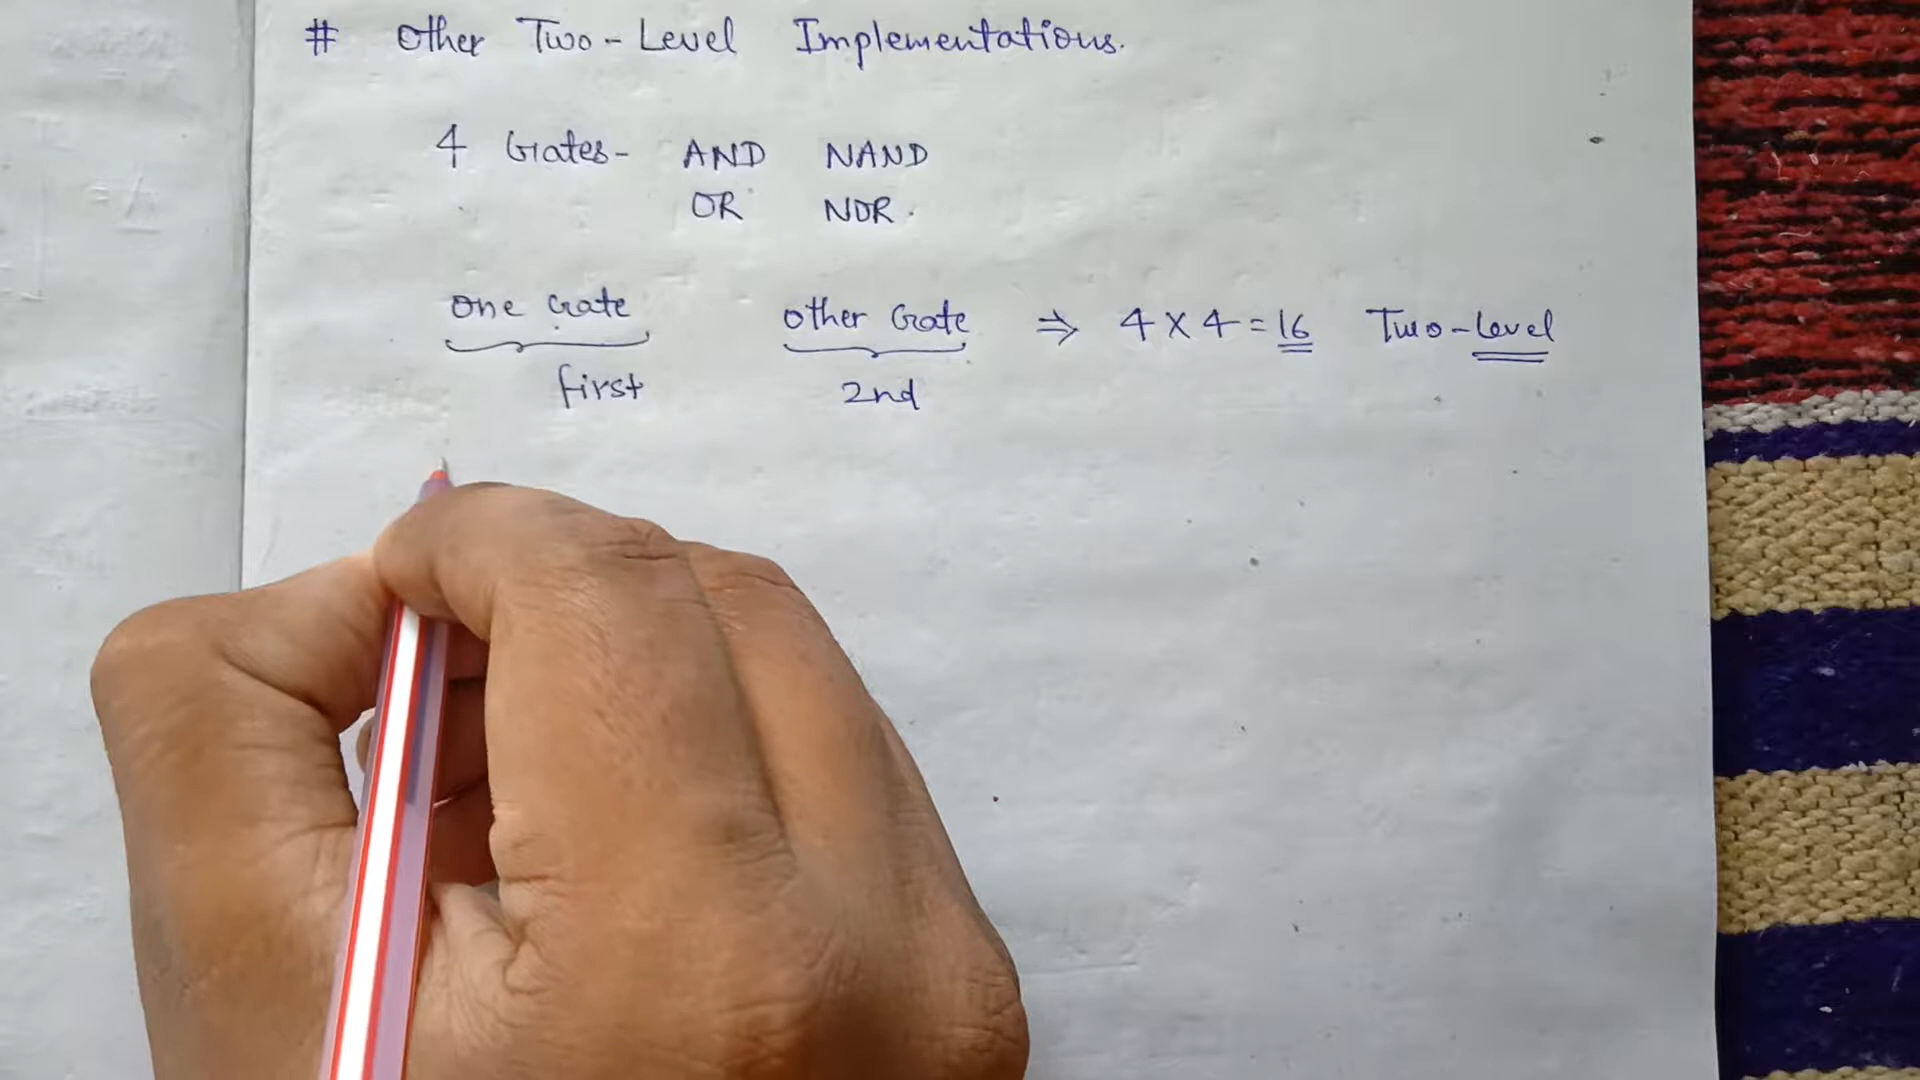 # Other Two-Level Implementations.
4 Gates- AND NAND
OR NOR.
One Gate Other Gate ⇒ 4 X 4 = 16 Two-Level
first 2nd